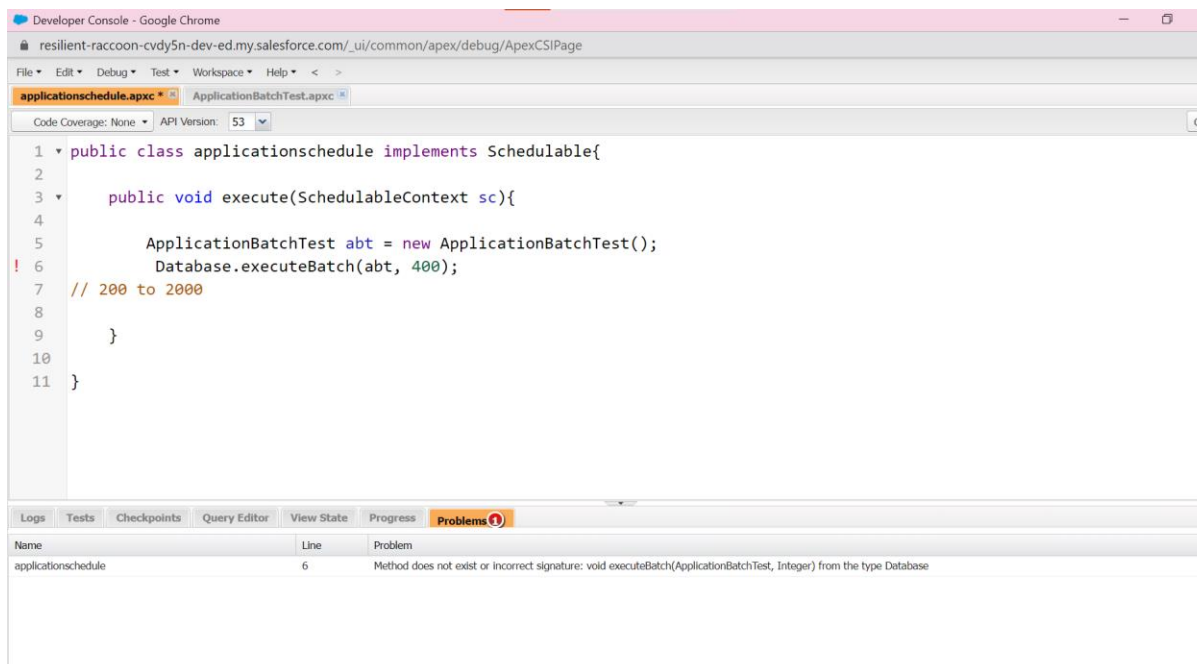 Developer Console - Google Chrome
resilient-raccoon-cvdy5n-dev-ed.my.salesforce.com/_ui/common/apex/debug/ApexCSIPage
File Edit Debug Test Workspace Help < >
applicationschedule.apxc * ApplicationBatchTest.apxc
Code Coverage: None API Version: 53
1 public class applicationschedule implements Schedulable{
2
3 public void execute(SchedulableContext sc){
4
5 ApplicationBatchTest abt = new ApplicationBatchTest();
! 6 Database.executeBatch(abt, 400);
7 // 200 to 2000
8
9 }
10
11 }
Logs Tests Checkpoints Query Editor View State Progress Problems 1
Name Line Problem
applicationschedule 6 Method does not exist or incorrect signature: void executeBatch(ApplicationBatchTest, Integer) from the type Database